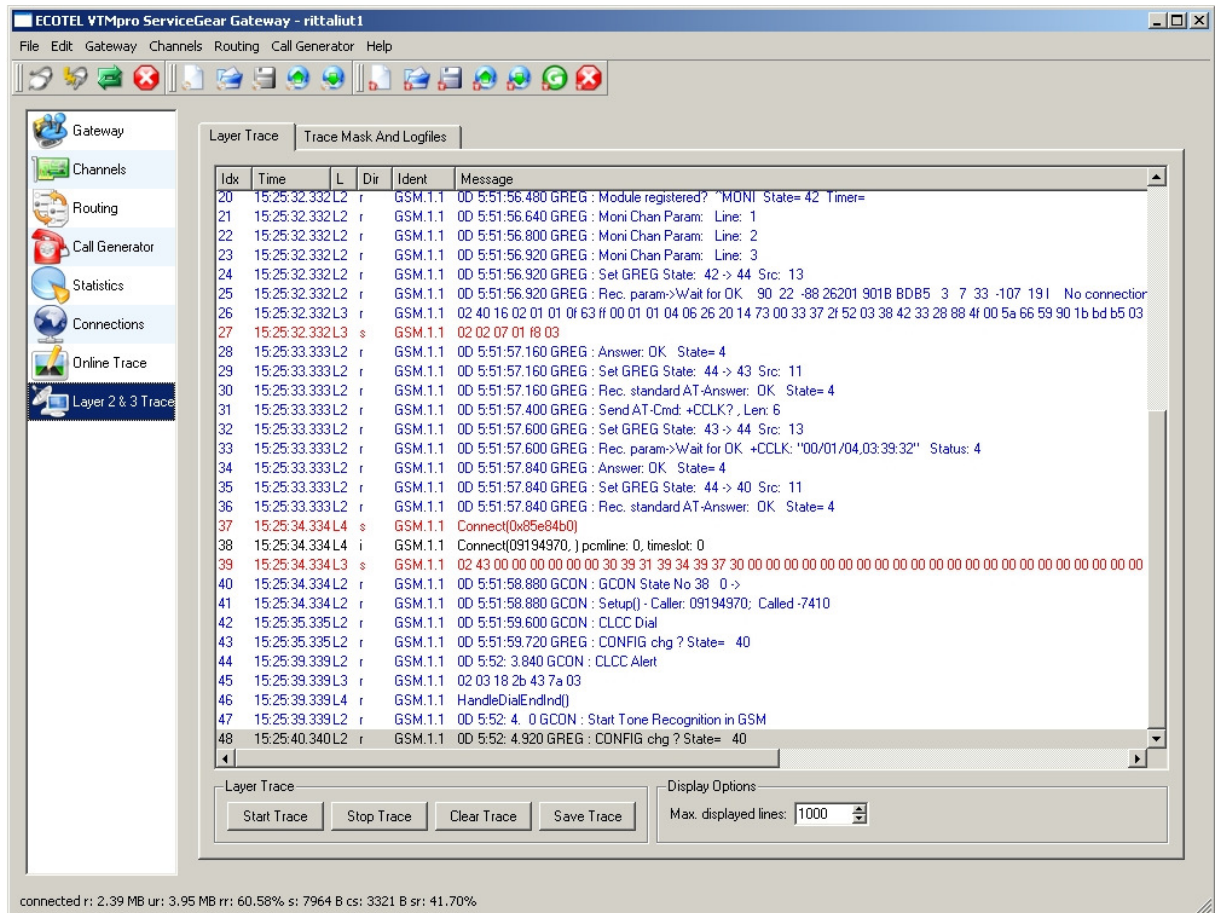 ECOTEL VTMpro ServiceGear Gateway - rittaliut1
File Edit Gateway Channels Routing Call Generator Help
Gateway
Channels
Routing
Call Generator
Statistics
Connections
Online Trace
Layer 2 & 3 Trace
Layer Trace Trace Mask And Logfiles
Idx Time L Dir Ident Message
20 15:25:32.332 L2 r GSM.1.1 0D 5:51:56.480 GREG : Module registered? ^MONI State= 42 Timer=
21 15:25:32.332 L2 r GSM.1.1 0D 5:51:56.640 GREG : Moni Chan Param: Line: 1
22 15:25:32.332 L2 r GSM.1.1 0D 5:51:56.800 GREG : Moni Chan Param: Line: 2
23 15:25:32.332 L2 r GSM.1.1 0D 5:51:56.920 GREG : Moni Chan Param: Line: 3
24 15:25:32.332 L2 r GSM.1.1 0D 5:51:56.920 GREG : Set GREG State: 42 -> 44 Src: 13
25 15:25:32.332 L2 r GSM.1.1 0D 5:51:56.920 GREG : Rec. param->Wait for OK 90 22 -88 26201 901B BDB5 3 7 33 -107 19 I No connection
26 15:25:32.332 L3 r GSM.1.1 02 40 16 02 01 01 0f 63 ff 00 01 01 04 06 26 20 14 73 00 33 37 2f 52 03 38 42 33 28 88 4f 00 5a 66 59 90 1b bd b5 03
27 15:25:32.332 L3 s GSM.1.1 02 02 07 01 f8 03
28 15:25:33.333 L2 r GSM.1.1 0D 5:51:57.160 GREG : Answer: OK State= 4
29 15:25:33.333 L2 r GSM.1.1 0D 5:51:57.160 GREG : Set GREG State: 44 -> 43 Src: 11
30 15:25:33.333 L2 r GSM.1.1 0D 5:51:57.160 GREG : Rec. standard AT-Answer: OK State= 4
31 15:25:33.333 L2 r GSM.1.1 0D 5:51:57.400 GREG : Send AT-Cmd: +CCLK? , Len: 6
32 15:25:33.333 L2 r GSM.1.1 0D 5:51:57.600 GREG : Set GREG State: 43 -> 44 Src: 13
33 15:25:33.333 L2 r GSM.1.1 0D 5:51:57.600 GREG : Rec. param->Wait for OK +CCLK: "00/01/04,03:39:32" Status: 4
34 15:25:33.333 L2 r GSM.1.1 0D 5:51:57.840 GREG : Answer: OK State= 4
35 15:25:33.333 L2 r GSM.1.1 0D 5:51:57.840 GREG : Set GREG State: 44 -> 40 Src: 11
36 15:25:33.333 L2 r GSM.1.1 0D 5:51:57.840 GREG : Rec. standard AT-Answer: OK State= 4
37 15:25:34.334 L4 s GSM.1.1 Connect(0x85e84b0)
38 15:25:34.334 L4 i GSM.1.1 Connect(09194970, ) pcmline: 0, timeslot: 0
39 15:25:34.334 L3 s GSM.1.1 02 43 00 00 00 00 00 00 30 39 31 39 34 39 37 30 00 00 00 00 00 00 00 00 00 00 00 00 00 00 00 00 00 00 00 00 00 00
40 15:25:34.334 L2 r GSM.1.1 0D 5:51:58.880 GCON : GCON State No 38 0 ->
41 15:25:34.334 L2 r GSM.1.1 0D 5:51:58.880 GCON : Setup() - Caller: 09194970; Called -7410
42 15:25:35.335 L2 r GSM.1.1 0D 5:51:59.600 GCON : CLCC Dial
43 15:25:35.335 L2 r GSM.1.1 0D 5:51:59.720 GREG : CONFIG chg ? State= 40
44 15:25:39.339 L2 r GSM.1.1 0D 5:52: 3.840 GCON : CLCC Alert
45 15:25:39.339 L3 r GSM.1.1 02 03 18 2b 43 7a 03
46 15:25:39.339 L4 r GSM.1.1 HandleDialEndInd()
47 15:25:39.339 L2 r GSM.1.1 0D 5:52: 4. 0 GCON : Start Tone Recognition in GSM
48 15:25:40.340 L2 r GSM.1.1 0D 5:52: 4.920 GREG : CONFIG chg ? State= 40
Layer Trace
Start Trace Stop Trace Clear Trace Save Trace
Display Options
Max. displayed lines: 1000
connected r: 2.39 MB ur: 3.95 MB rr: 60.58% s: 7964 B cs: 3321 B sr: 41.70%